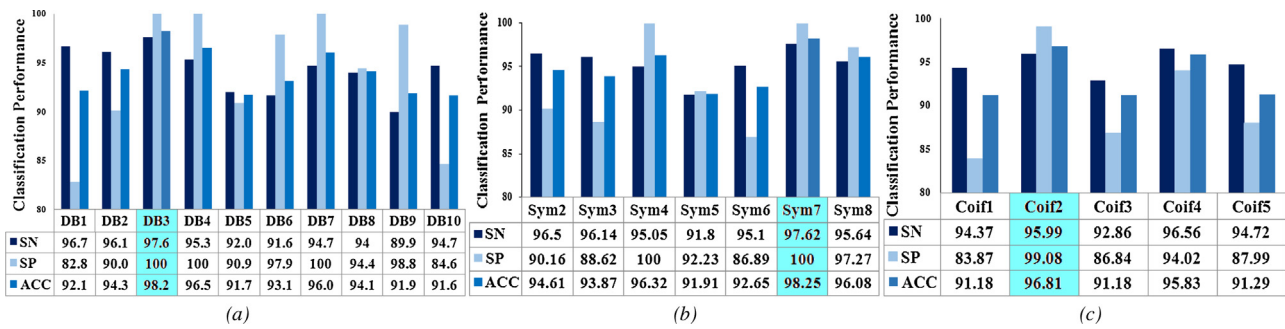 Classification Performance
100
95
90
85
80
DB1 DB2 DB3 DB4 DB5 DB6 DB7 DB8 DB9 DB10
SN 96.7 96.1 97.6 95.3 92.0 91.6 94.7 94 89.9 94.7
SP 82.8 90.0 100 100 90.9 97.9 100 94.4 98.8 84.6
ACC 92.1 94.3 98.2 96.5 91.7 93.1 96.0 94.1 91.9 91.6
(a)
Classification Performance
100
95
90
85
80
Sym2 Sym3 Sym4 Sym5 Sym6 Sym7 Sym8
SN 96.5 96.14 95.05 91.8 95.1 97.62 95.64
SP 90.16 88.62 100 92.23 86.89 100 97.27
ACC 94.61 93.87 96.32 91.91 92.65 98.25 96.08
(b)
Classification Performance
100
95
90
85
80
Coif1 Coif2 Coif3 Coif4 Coif5
SN 94.37 95.99 92.86 96.56 94.72
SP 83.87 99.08 86.84 94.02 87.99
ACC 91.18 96.81 91.18 95.83 91.29
(c)